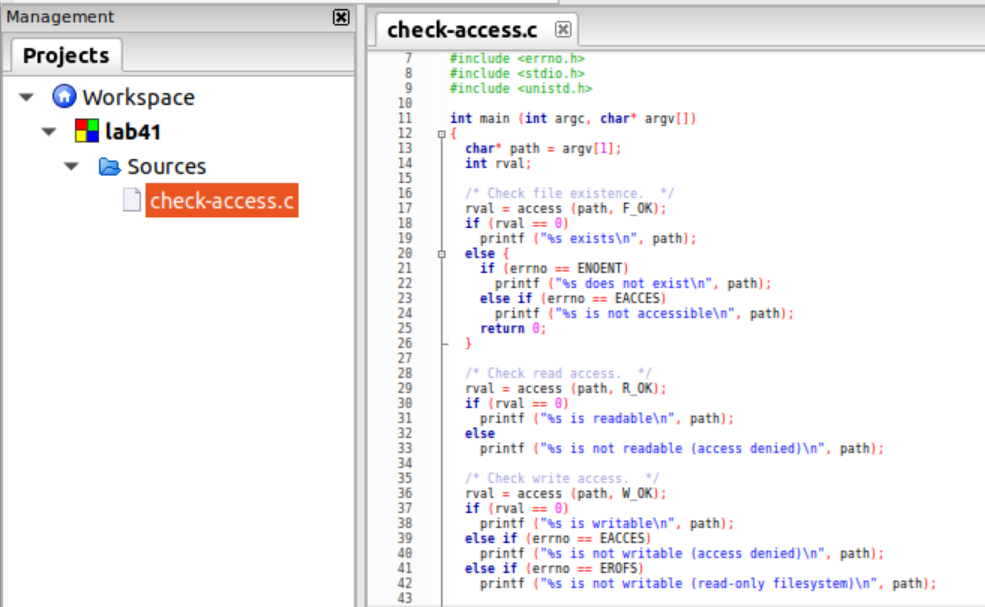 Management
Projects
Workspace
lab41
Sources
check-access.c
check-access.c
7 #include <errno.h>
8 #include <stdio.h>
9 #include <unistd.h>
10
11 int main (int argc, char* argv[])
12 {
13   char* path = argv[1];
14   int rval;
15
16   /* Check file existence.  */
17   rval = access (path, F_OK);
18   if (rval == 0)
19     printf ("%s exists\n", path);
20   else {
21     if (errno == ENOENT)
22       printf ("%s does not exist\n", path);
23     else if (errno == EACCES)
24       printf ("%s is not accessible\n", path);
25     return 0;
26   }
27
28   /* Check read access.  */
29   rval = access (path, R_OK);
30   if (rval == 0)
31     printf ("%s is readable\n", path);
32   else
33     printf ("%s is not readable (access denied)\n", path);
34
35   /* Check write access.  */
36   rval = access (path, W_OK);
37   if (rval == 0)
38     printf ("%s is writable\n", path);
39   else if (errno == EACCES)
40     printf ("%s is not writable (access denied)\n", path);
41   else if (errno == EROFS)
42     printf ("%s is not writable (read-only filesystem)\n", path);
43